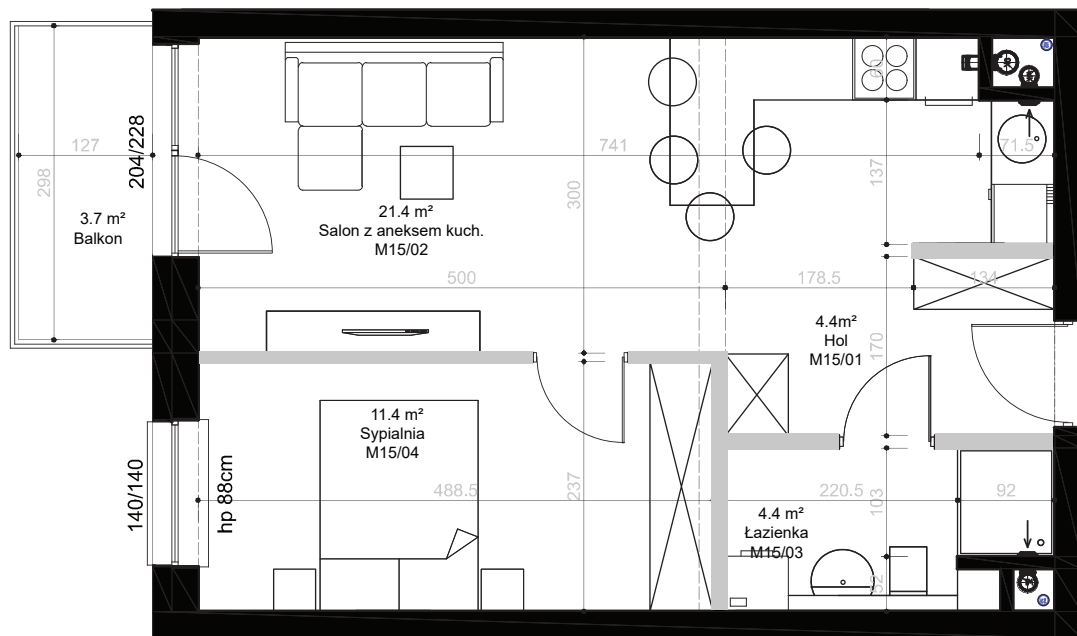 60
127
298
204/228
741
71.5
137
300
3.7 m²
Balkon
21.4 m²
Salon z aneksem kuch.
M15/02
500
178.5
134
4.4m²
Hol
M15/01
170
11.4 m²
Sypialnia
M15/04
140/140
hp 88cm
488.5
237
220.5
103
92
4.4 m²
Łazienka
M15/03
52